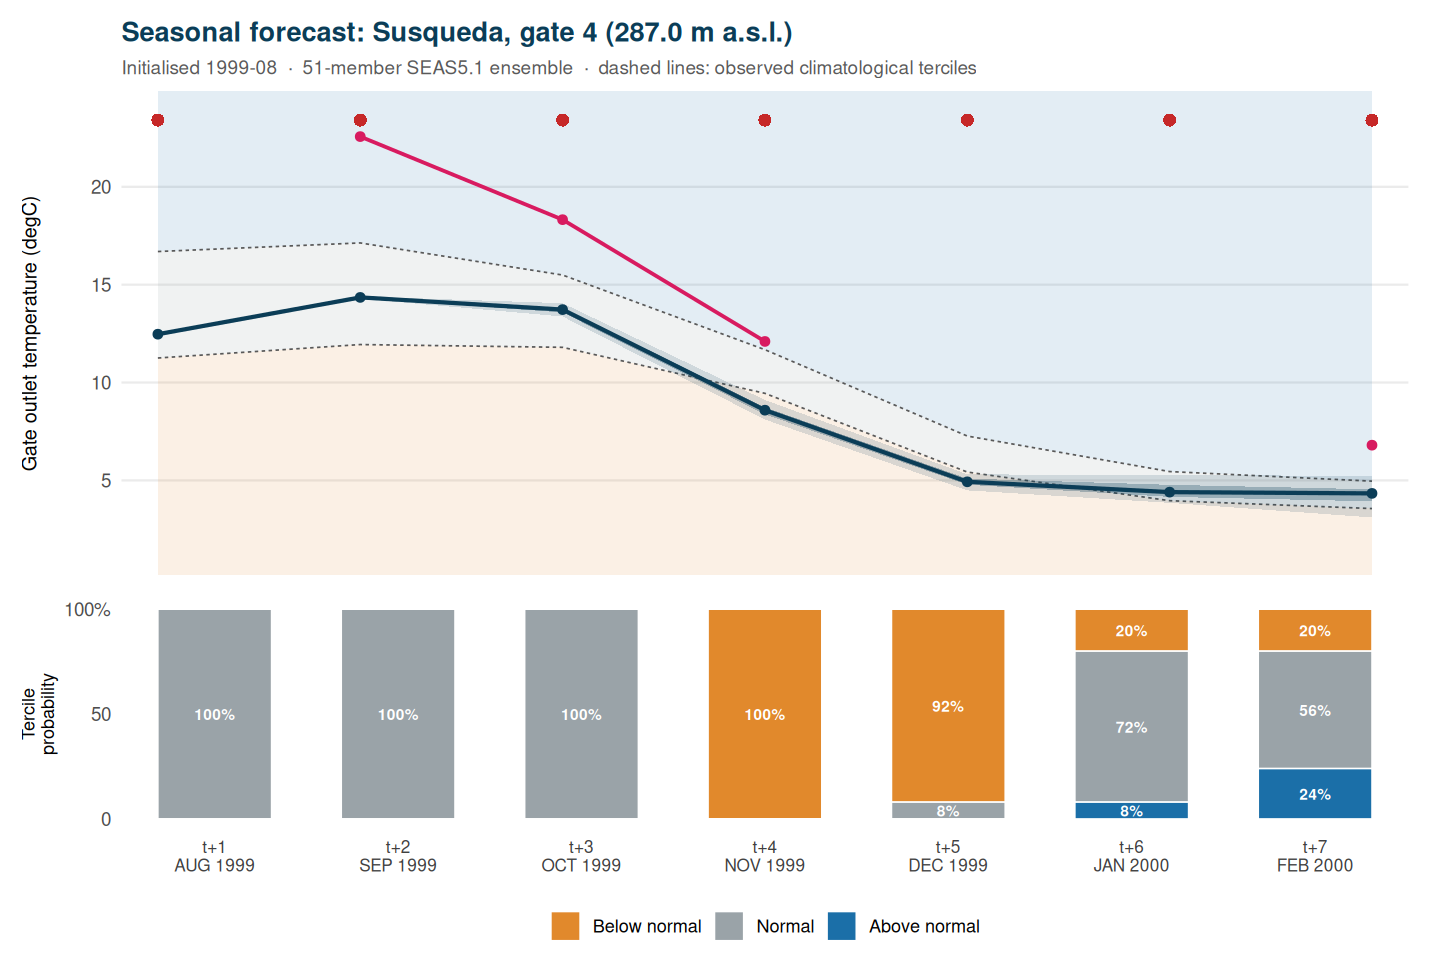 Seasonal forecast: Susqueda, gate 4 (287.0 m a.s.l.)
Initialised 1999-08 · 51-member SEAS5.1 ensemble · dashed lines: observed climatological terciles
Gate outlet temperature (degC)
20
15
10
5
Tercile
probability
100%
50
0
100%
100%
100%
100%
92%
8%
20%
72%
8%
20%
56%
24%
t+1
AUG 1999
t+2
SEP 1999
t+3
OCT 1999
t+4
NOV 1999
t+5
DEC 1999
t+6
JAN 2000
t+7
FEB 2000
Below normal
Normal
Above normal